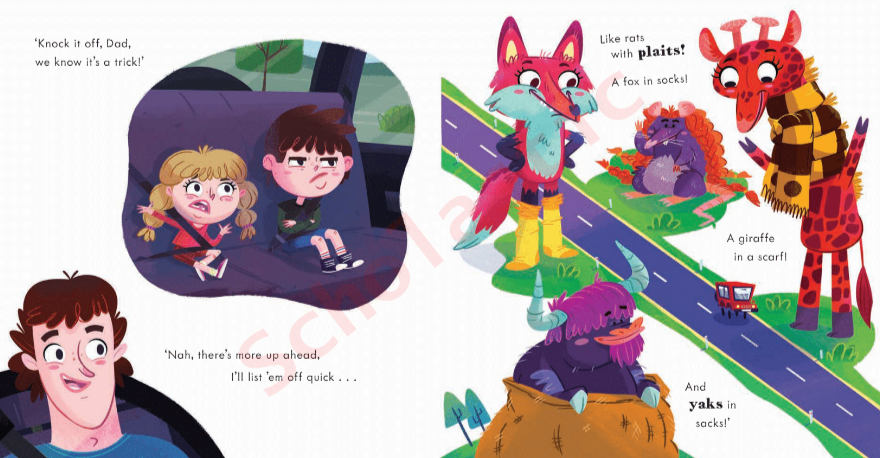 'Knock it off, Dad,
we know it's a trick!'
'Nah, there's more up ahead,
I'll list 'em off quick . . .
Like rats
with plaits!
A fox in socks!
A giraffe
in a scarf!
And
yaks in
sacks!'
Scholastic